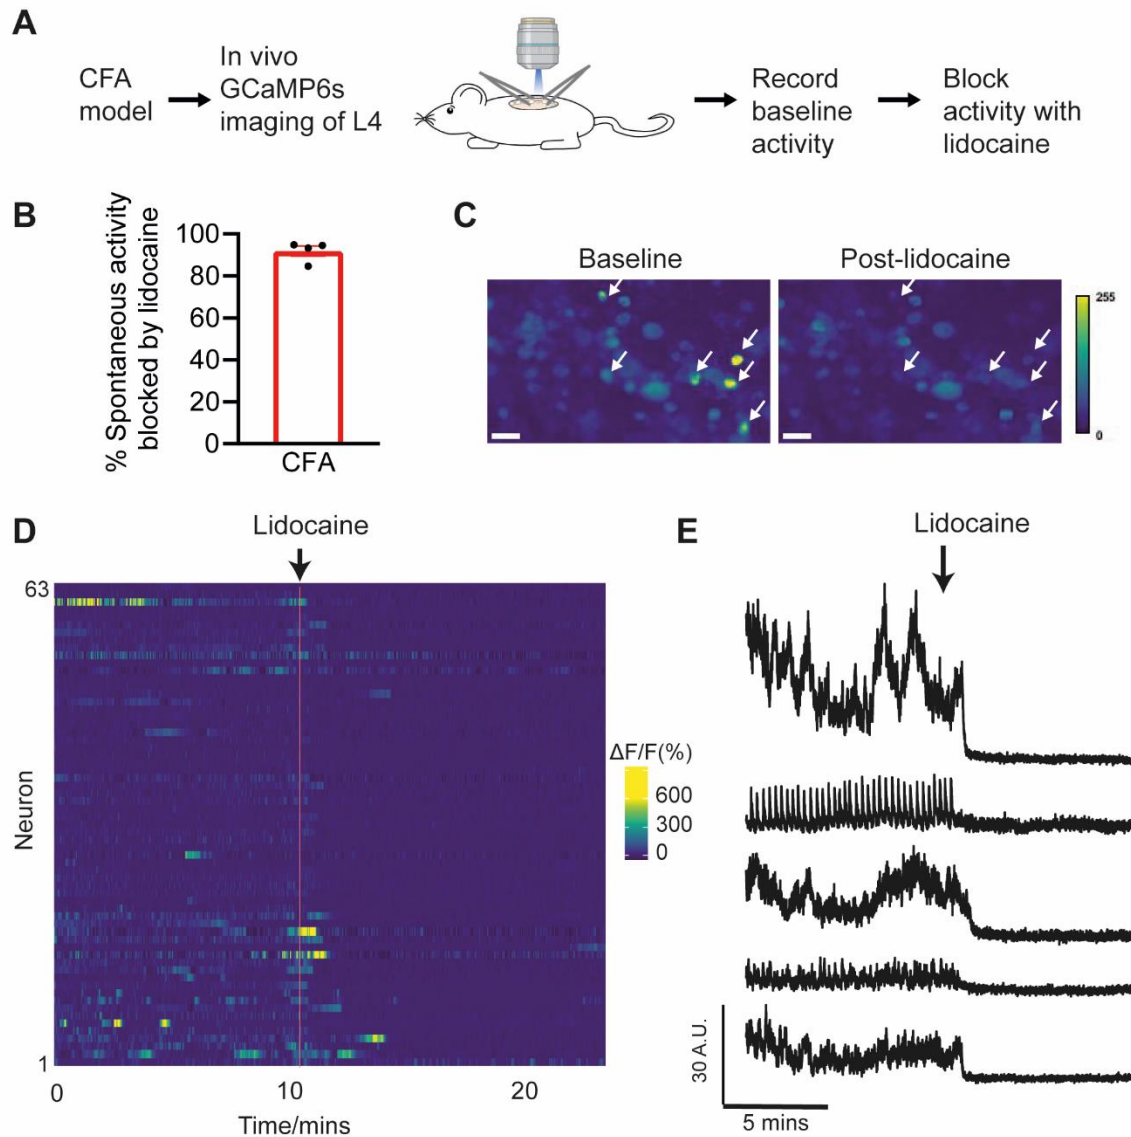 A
CFA
model
In vivo
GCaMP6s
imaging of L4
Record
baseline
activity
Block
activity with
lidocaine
B
% Spontaneous activity
blocked by lidocaine
100
80
60
40
20
0
CFA
C
Baseline
Post-lidocaine
255
0
D
Lidocaine
63
Neuron
1
0
10
20
Time/mins
ΔF/F(%)
600
300
0
E
Lidocaine
30 A.U.
5 mins